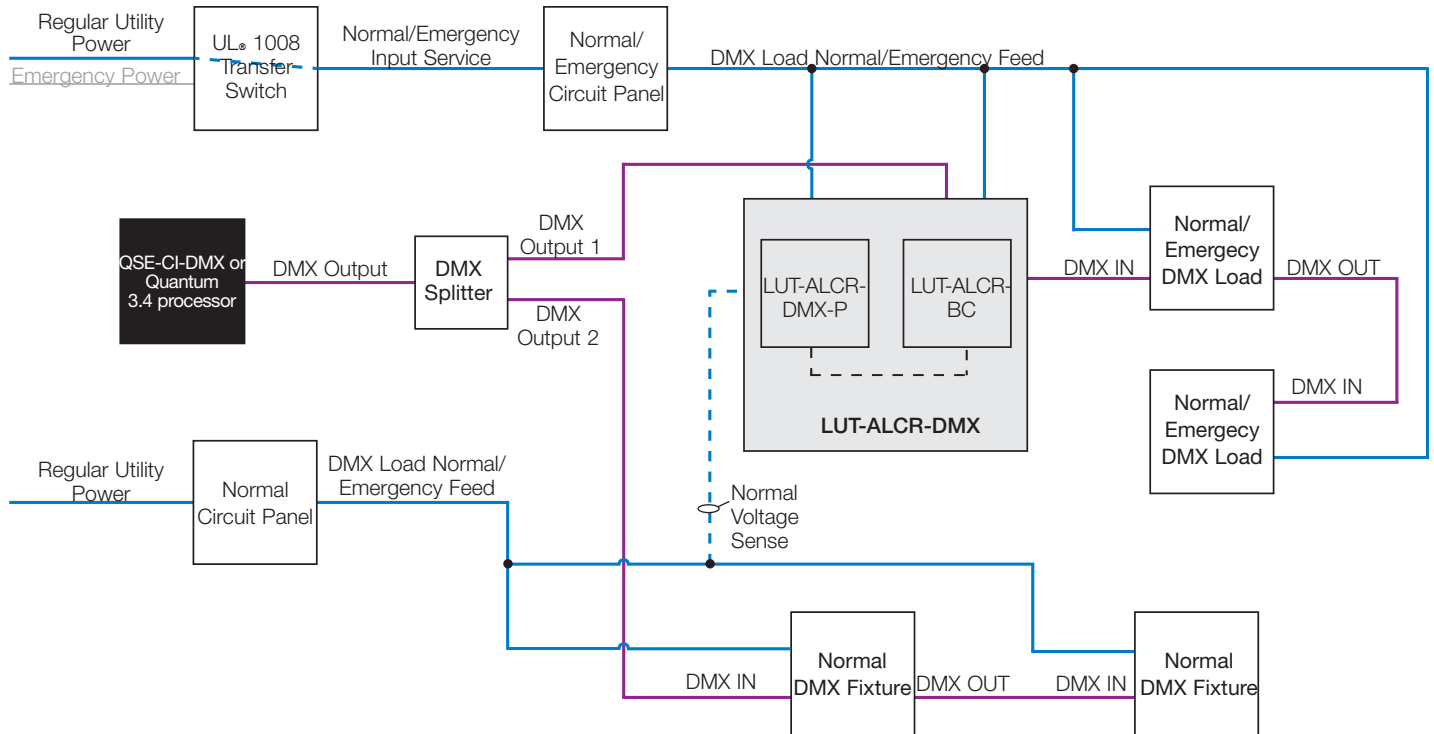 Regular Utility
Power
Emergency Power
UL® 1008
Transfer
Switch
Normal/Emergency
Input Service
Normal/
Emergency
Circuit Panel
DMX Load Normal/Emergency Feed
QSE-CI-DMX or
Quantum
3.4 processor
DMX Output
DMX
Splitter
DMX
Output 1
DMX
Output 2
LUT-ALCR-
DMX-P
LUT-ALCR-
BC
LUT-ALCR-DMX
DMX IN
Normal/
Emergecy
DMX Load
DMX OUT
DMX IN
Normal/
Emergecy
DMX Load
Regular Utility
Power
Normal
Circuit Panel
DMX Load Normal/
Emergency Feed
Normal
Voltage
Sense
DMX IN
Normal
DMX Fixture
DMX OUT
DMX IN
Normal
DMX Fixture